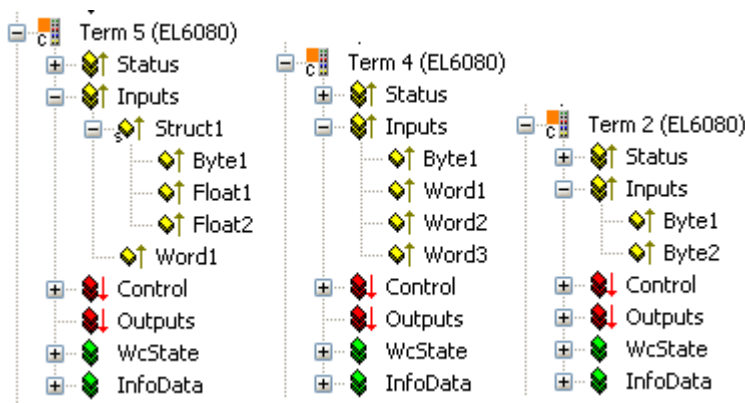 Term 5 (EL6080)
Status
Inputs
Struct1
Byte1
Float1
Float2
Word1
Control
Outputs
WcState
InfoData
Term 4 (EL6080)
Status
Inputs
Byte1
Word1
Word2
Word3
Control
Outputs
WcState
InfoData
Term 2 (EL6080)
Status
Inputs
Byte1
Byte2
Control
Outputs
WcState
InfoData